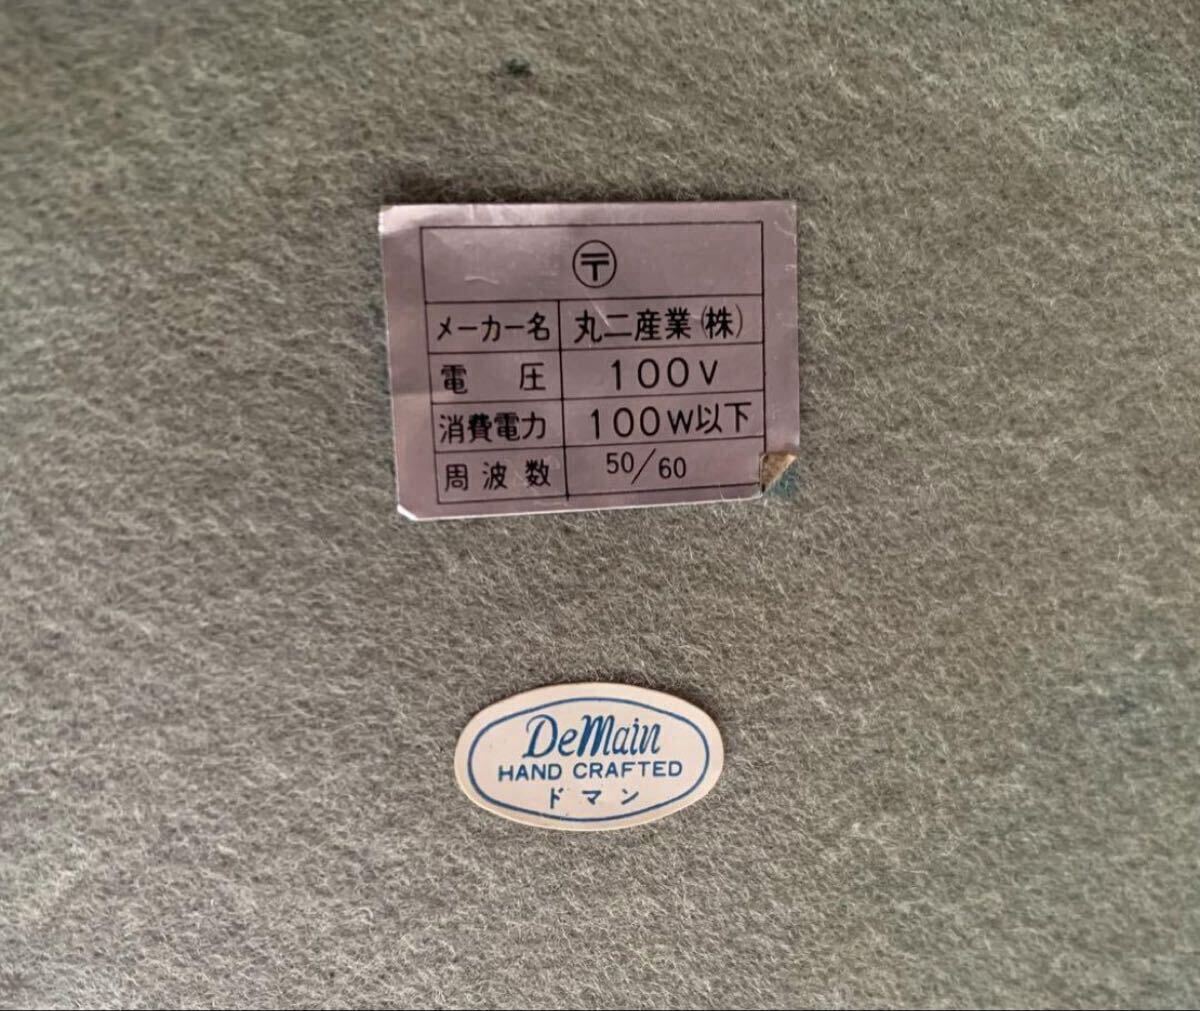 〒
メーカー名 丸二産業(株)
電圧 100V
消費電力 100W以下
周波数 50/60
DeMain
HAND CRAFTED
ドマン